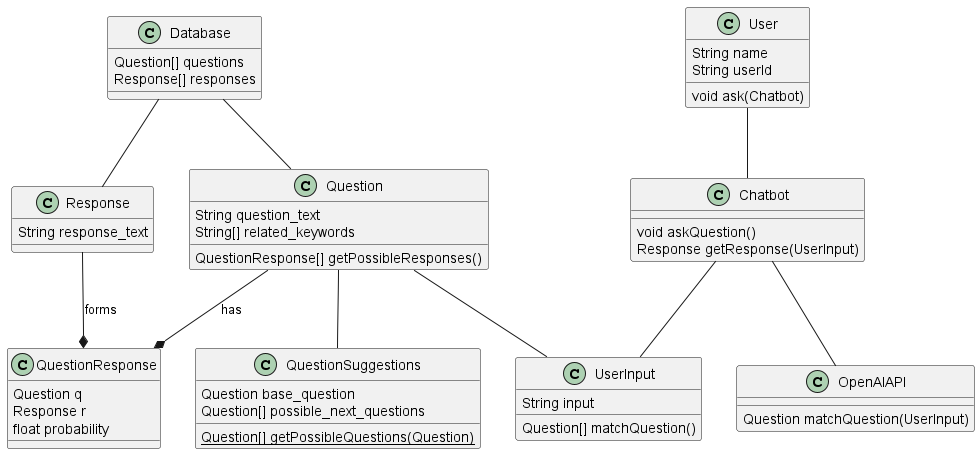 C Database
Question[] questions
Response[] responses
C User
String name
String userId
void ask(Chatbot)
C Response
String response_text
C Question
String question_text
String[] related_keywords
QuestionResponse[] getPossibleResponses()
C Chatbot
void askQuestion()
Response getResponse(UserInput)
forms
has
C QuestionResponse
Question q
Response r
float probability
C QuestionSuggestions
Question base_question
Question[] possible_next_questions
Question[] getPossibleQuestions(Question)
C UserInput
String input
Question[] matchQuestion()
C OpenAIAPI
Question matchQuestion(UserInput)